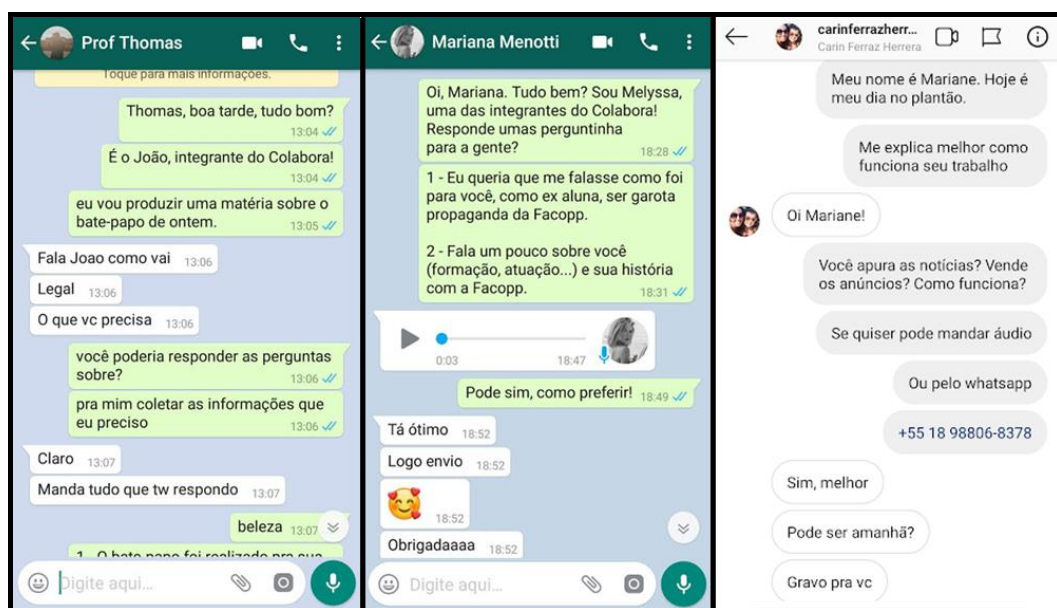 Prof Thomas
Toque para mais informações.
Thomas, boa tarde, tudo bom?
13:04
É o João, integrante do Colabora!
13:04
eu vou produzir uma matéria sobre o
bate-papo de ontem. 13:05
Fala Joao como vai 13:06
Legal 13:06
O que vc precisa 13:06
você poderia responder as perguntas
sobre? 13:06
pra mim coletar as informações que
eu preciso 13:06
Claro 13:07
Manda tudo que tw respondo 13:07
beleza 13:07
1 - O bate papo foi realizado pra sua
Digite aqui...
Mariana Menotti
Oi, Mariana. Tudo bem? Sou Melyssa,
uma das integrantes do Colabora!
Responde umas perguntinha
para a gente? 18:28
1 - Eu queria que me falasse como foi
para você, como ex aluna, ser garota
propaganda da Facopp.
2 - Fala um pouco sobre você
(formação, atuação...) e sua história
com a Facopp. 18:31
0:03 18:47
Pode sim, como preferir! 18:49
Tá ótimo 18:52
Logo envio 18:52
18:52
Obrigadaaaa 18:52
Digite aqui...
carinferrazherr...
Carin Ferraz Herrera
Meu nome é Mariane. Hoje é
meu dia no plantão.
Me explica melhor como
funciona seu trabalho
Oi Mariane!
Você apura as notícias? Vende
os anúncios? Como funciona?
Se quiser pode mandar áudio
Ou pelo whatsapp
+55 18 98806-8378
Sim, melhor
Pode ser amanhã?
Gravo pra vc